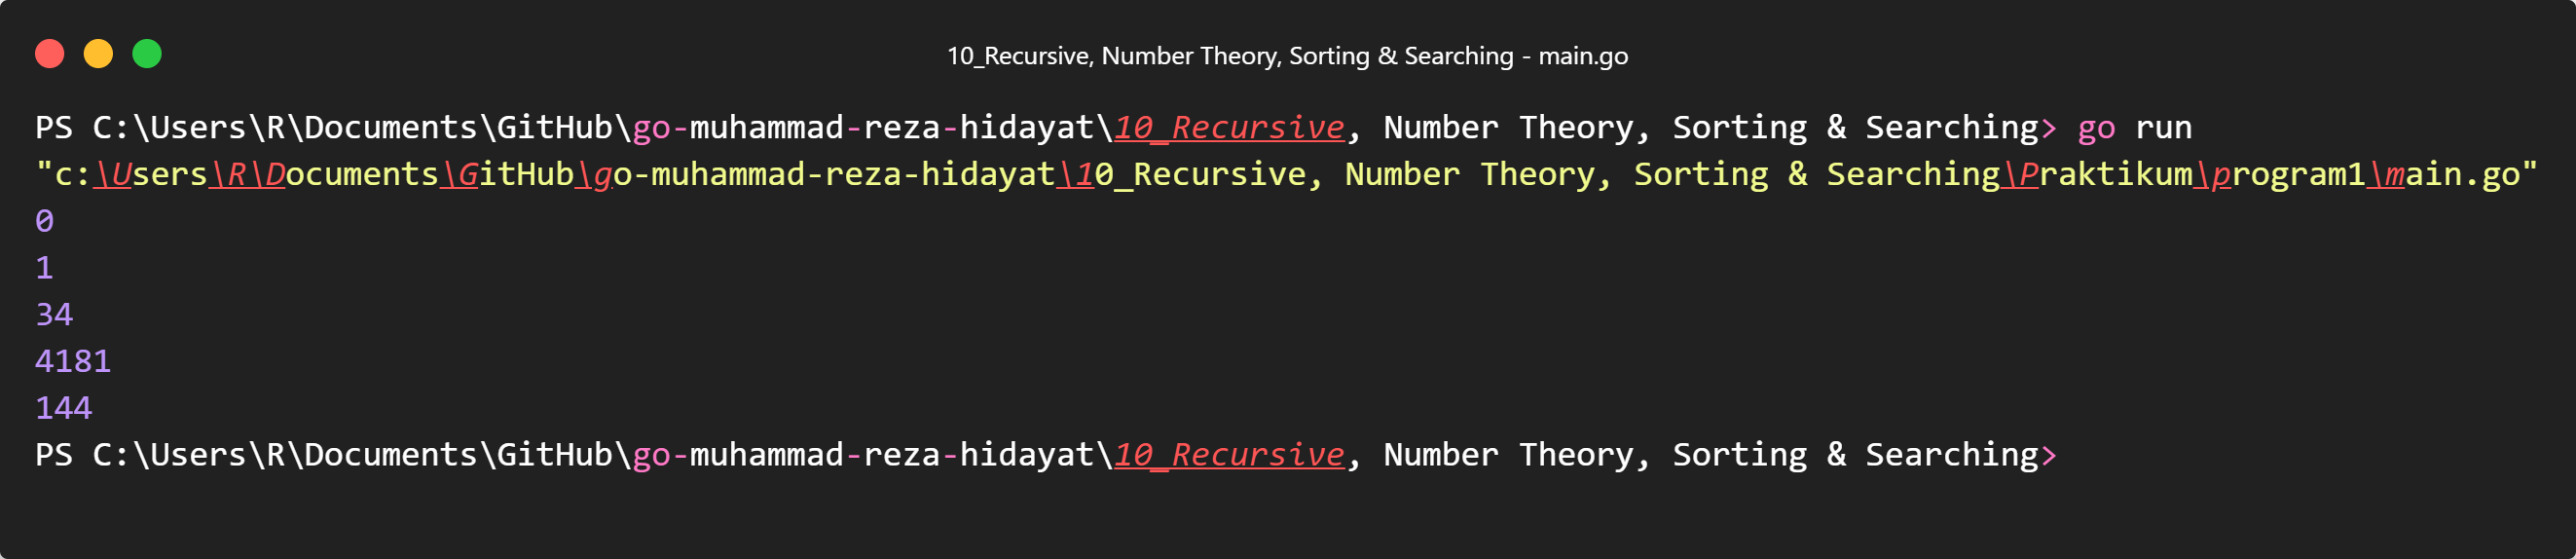 10_Recursive, Number Theory, Sorting & Searching - main.go
PS C:\Users\R\Documents\GitHub\go-muhammad-reza-hidayat\10_Recursive, Number Theory, Sorting & Searching> go run
"c:\Users\R\Documents\GitHub\go-muhammad-reza-hidayat\10_Recursive, Number Theory, Sorting & Searching\Praktikum\program1\main.go"
0
1
34
4181
144
PS C:\Users\R\Documents\GitHub\go-muhammad-reza-hidayat\10_Recursive, Number Theory, Sorting & Searching>